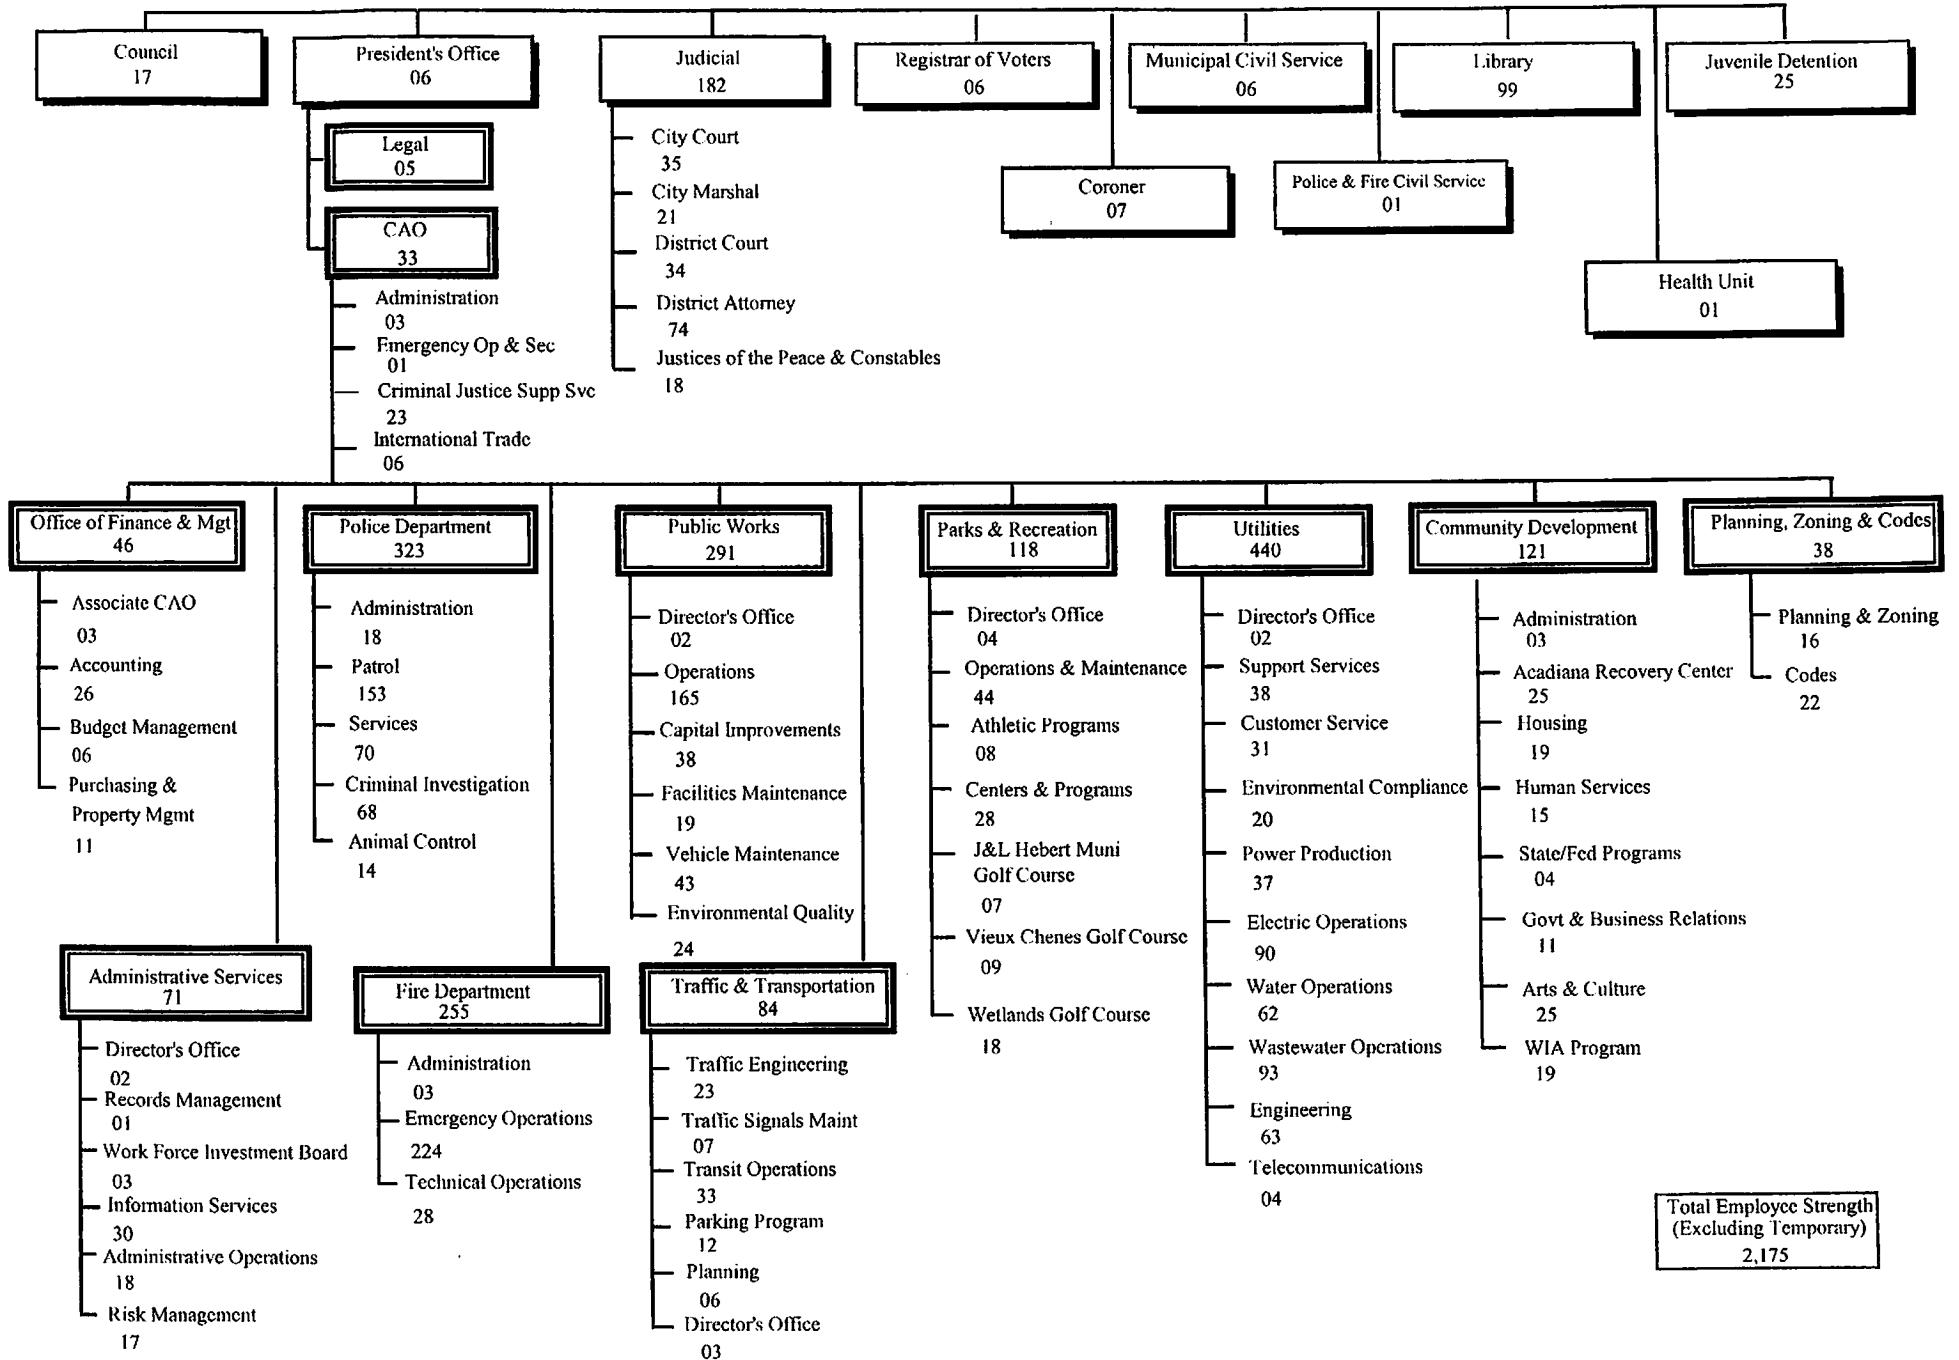 Council
17
President's Office
06
Judicial
182
Registrar of Voters
06
Municipal Civil Service
06
Library
99
Juvenile Detention
25
Legal
05
CAO
33
Administration
03
Emergency Op & Sec
01
Criminal Justice Supp Svc
23
International Trade
06
City Court
35
City Marshal
21
District Court
34
District Attorney
74
Justices of the Peace & Constables
18
Coroner
07
Police & Fire Civil Service
01
Health Unit
01
Office of Finance & Mgt
46
Associate CAO
03
Accounting
26
Budget Management
06
Purchasing &
Property Mgmt
11
Police Department
323
Administration
18
Patrol
153
Services
70
Criminal Investigation
68
Animal Control
14
Public Works
291
Director's Office
02
Operations
165
Capital Improvements
38
Facilities Maintenance
19
Vehicle Maintenance
43
Environmental Quality
24
Parks & Recreation
118
Director's Office
04
Operations & Maintenance
44
Athletic Programs
08
Centers & Programs
28
J&L Hebert Muni
Golf Course
07
Vieux Chenes Golf Course
09
Wetlands Golf Course
18
Utilities
440
Director's Office
02
Support Services
38
Customer Service
31
Environmental Compliance
20
Power Production
37
Electric Operations
90
Water Operations
62
Wastewater Operations
93
Engineering
63
Telecommunications
04
Community Development
121
Administration
03
Acadiana Recovery Center
25
Housing
19
Human Services
15
State/Fed Programs
04
Govt & Business Relations
11
Arts & Culture
25
WIA Program
19
Planning, Zoning & Codes
38
Planning & Zoning
16
Codes
22
Administrative Services
71
Director's Office
02
Records Management
01
Work Force Investment Board
03
Information Services
30
Administrative Operations
18
Risk Management
17
Fire Department
255
Administration
03
Emergency Operations
224
Technical Operations
28
Traffic & Transportation
84
Traffic Engineering
23
Traffic Signals Maint
07
Transit Operations
33
Parking Program
12
Planning
06
Director's Office
03
Total Employee Strength
(Excluding Temporary)
2,175